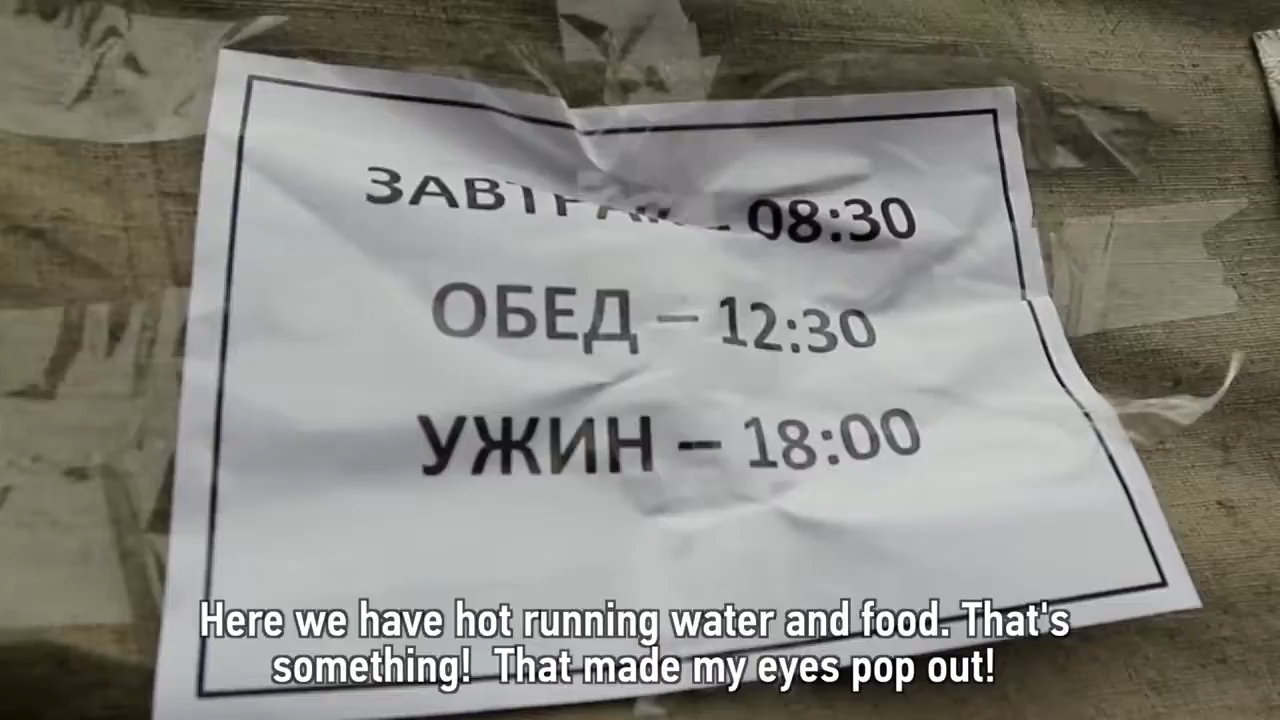 ЗАВТРАК – 08:30
ОБЕД – 12:30
УЖИН – 18:00
Here we have hot running water and food. That's
something! That made my eyes pop out!